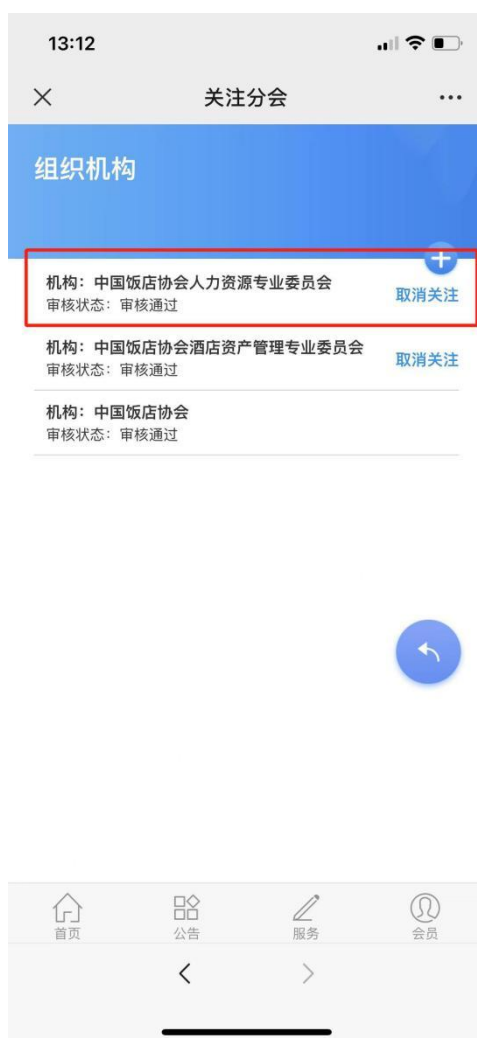 13:12
关注分会
组织机构
机构：中国饭店协会人力资源专业委员会
取消关注
审核状态：审核通过
机构：中国饭店协会酒店资产管理专业委员会
取消关注
审核状态：审核通过
机构：中国饭店协会
审核状态：审核通过
首页 公告 服务 会员